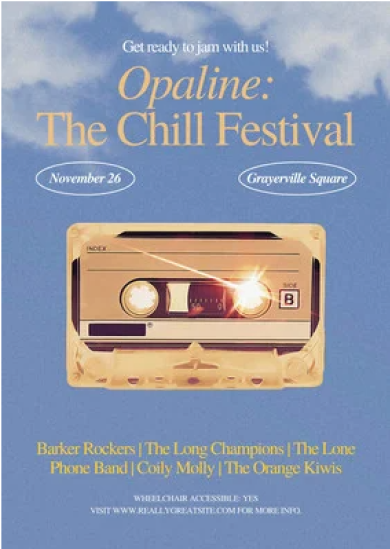 Get ready to jam with us!
Opaline:
The Chill Festival
November 26
Grayerville Square
INDEX
SIDE
B
50
Barker Rockers | The Long Champions | The Lone
Phone Band | Coily Molly | The Orange Kiwis
WHEELCHAIR ACCESSIBLE: YES
VISIT WWW.REALLYGREATSITE.COM FOR MORE INFO.